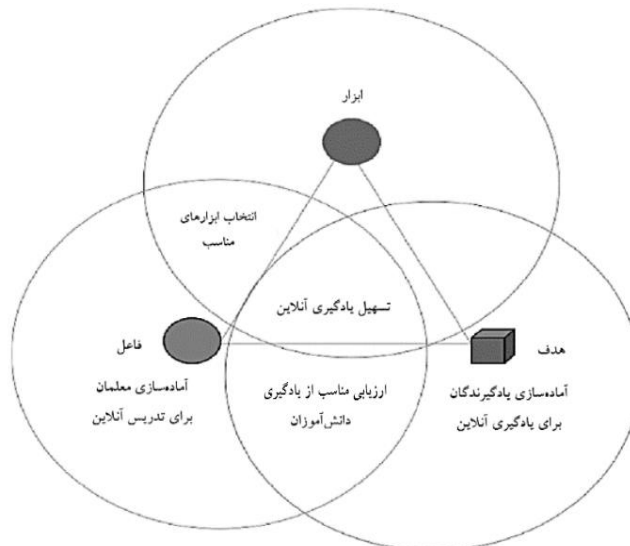 ابزار
انتخاب ابزارهای
مناسب
تسهیل یادگیری آنلاین
فاعل
هدف
آماده‌سازی معلمان
برای تدریس آنلاین
ارزیابی مناسب از یادگیری
دانش‌آموزان
آماده‌سازی یادگیرندگان
برای یادگیری آنلاین